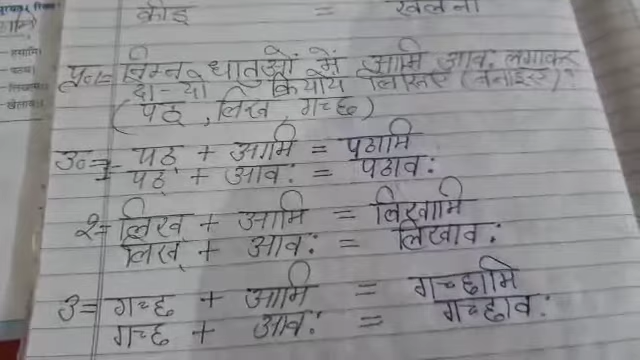 क्रीड् = खेलना
प्र०1= निम्न धातुओं में आमि आवः लगाकर
दो-दो क्रियाये लिखिए (बनाइए)?
(पठ्, लिख्, गच्छ्)
उ०=1= पठ् + आमि = पठामि
पठ् + आवः = पठावः
2= लिख् + आमि = लिखामि
लिख् + आवः = लिखावः
3= गच्छ + आमि = गच्छामि
गच्छ + आवः = गच्छावः